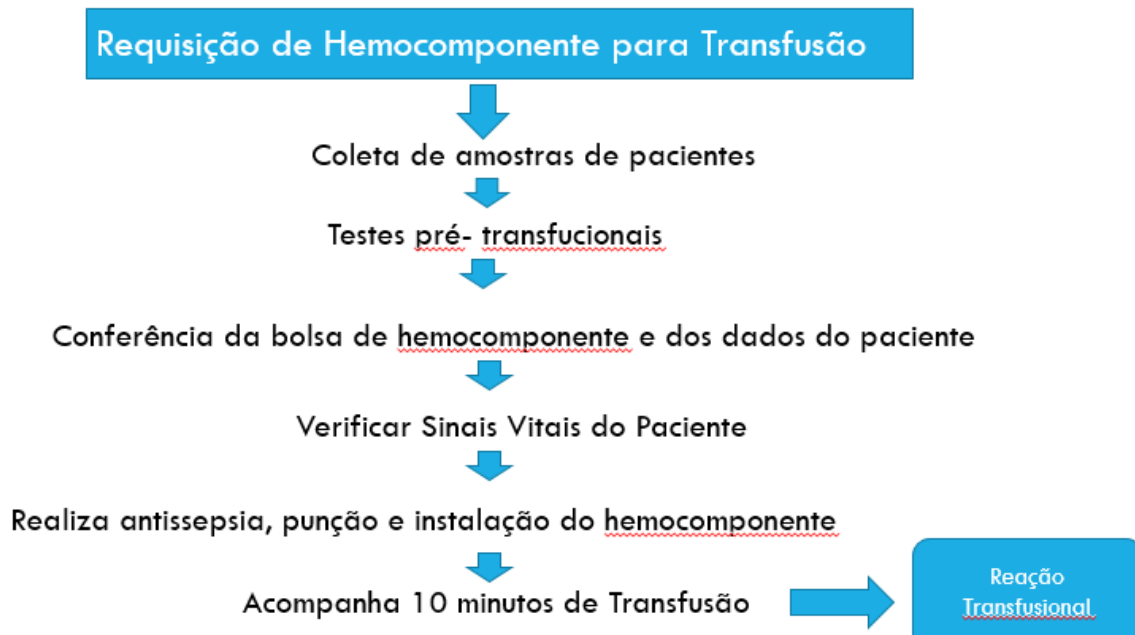 Requisição de Hemocomponente para Transfusão
Coleta de amostras de pacientes
Testes pré- transfucionais
Conferência da bolsa de hemocomponente e dos dados do paciente
Verificar Sinais Vitais do Paciente
Realiza antissepsia, punção e instalação do hemocomponente
Acompanha 10 minutos de Transfusão
Reação
Transfusional